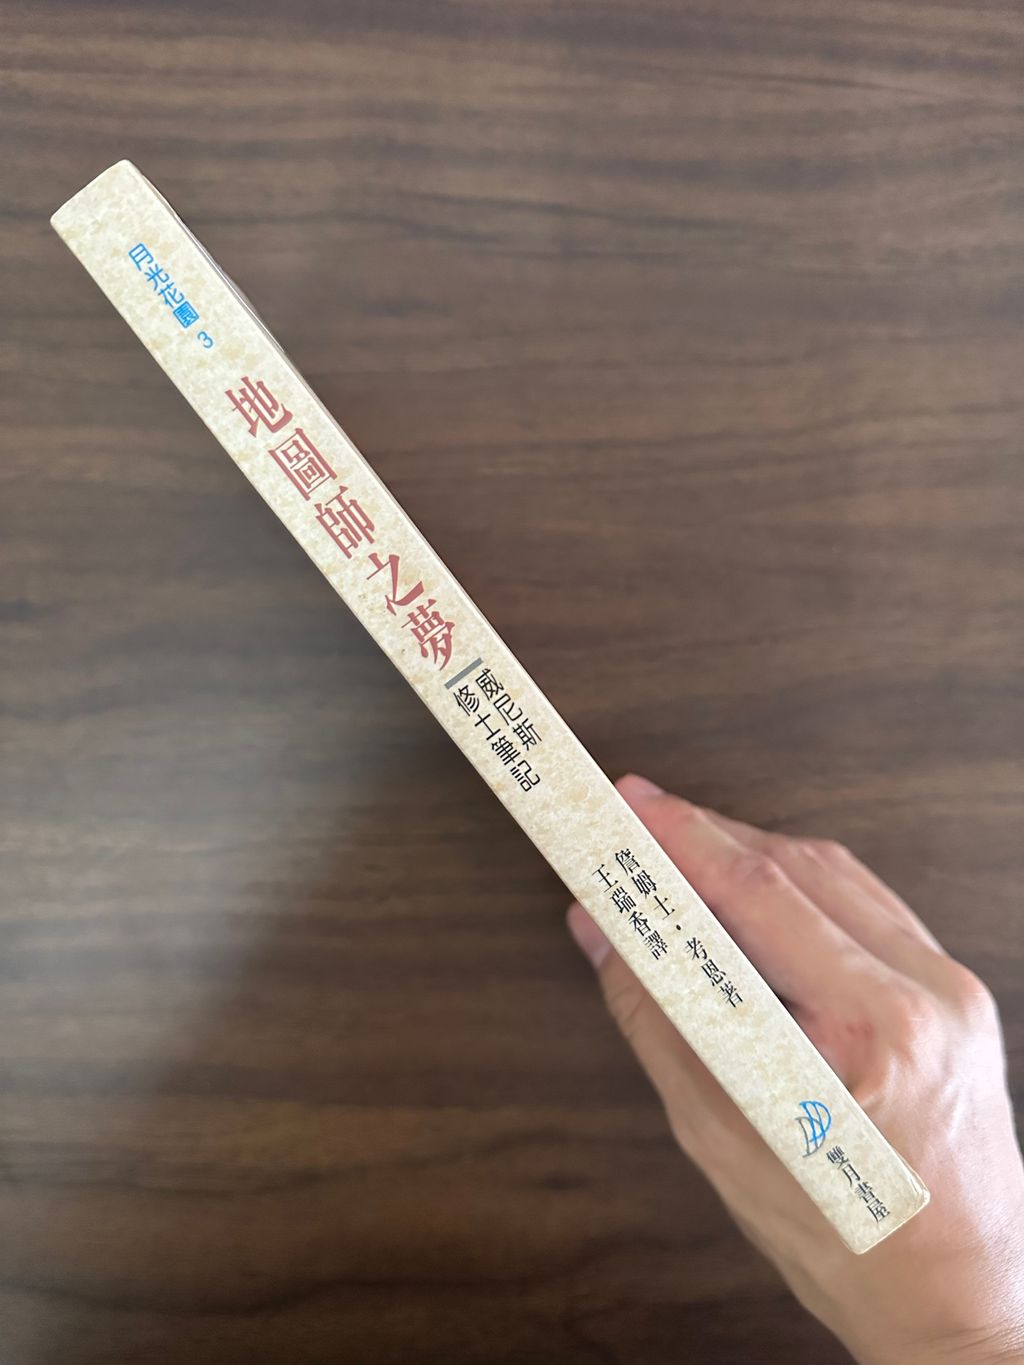 月光花園 3
地圖師之夢
威尼斯
修士筆記
詹姆士・考恩著
王瑞香譯
雙月書屋